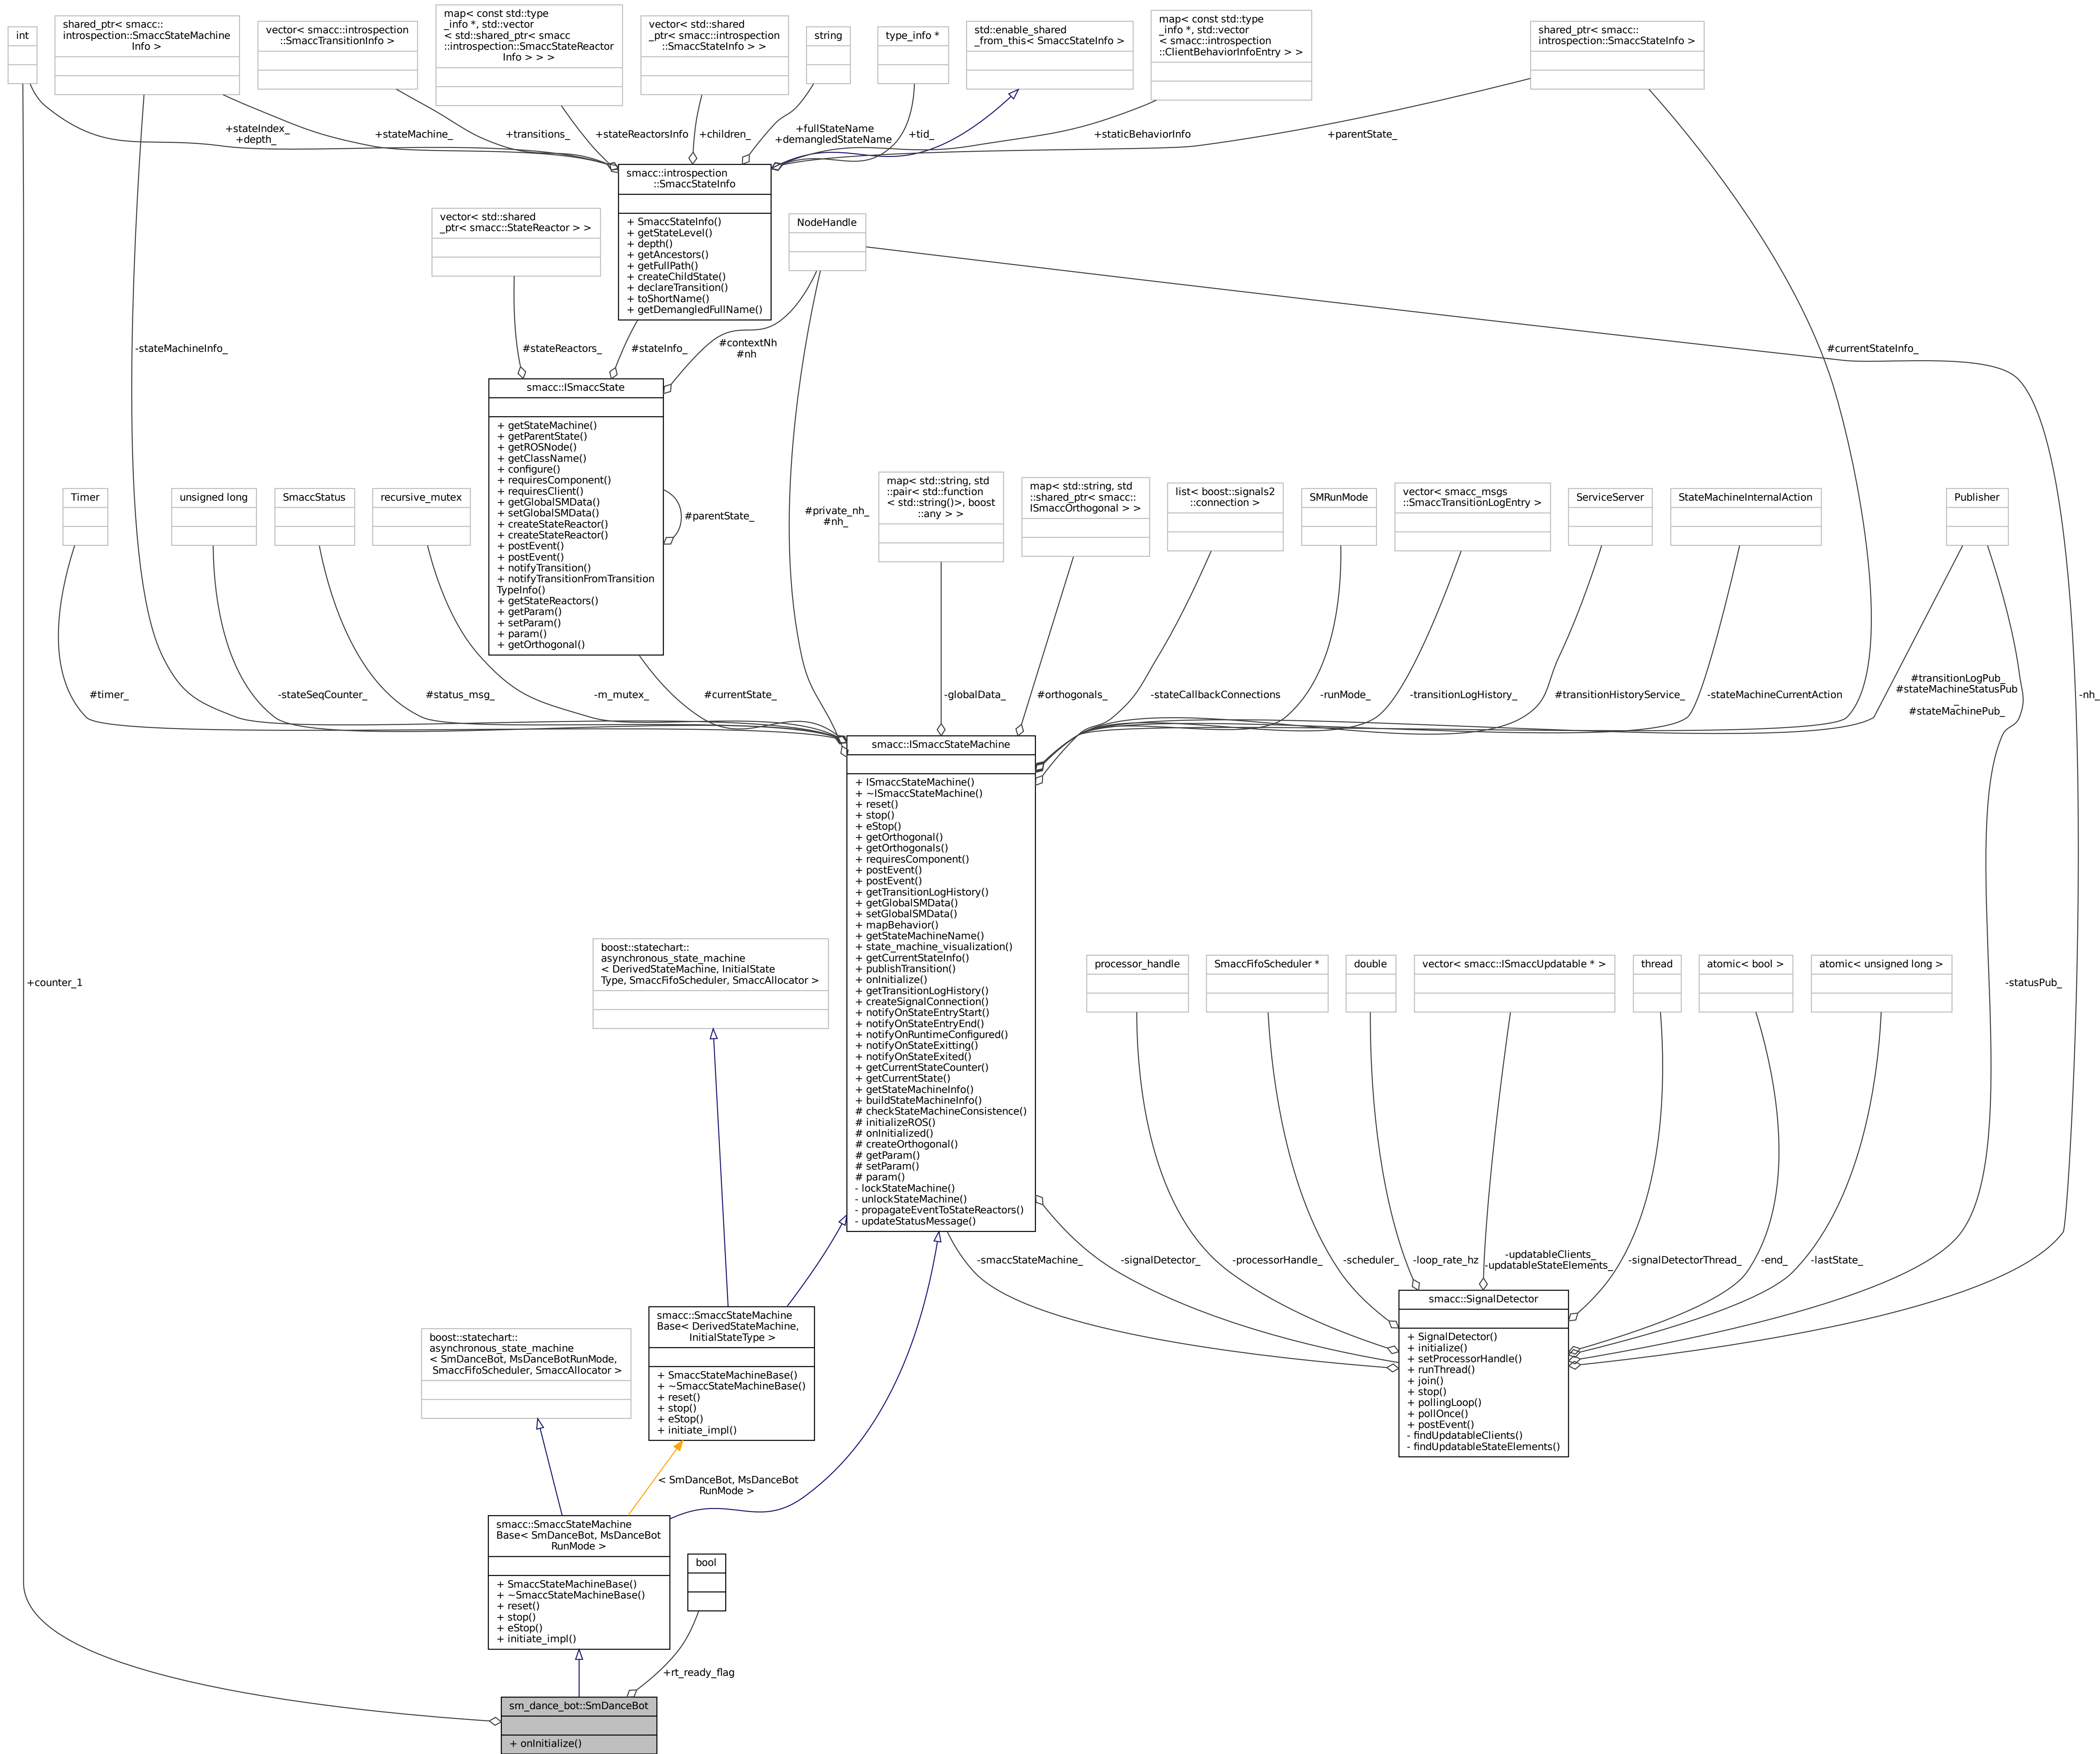 int
shared_ptr< smacc::
introspection::SmaccStateMachine
Info >
vector< smacc::introspection
::SmaccTransitionInfo >
map< const std::type
_info *, std::vector
< std::shared_ptr< smacc
::introspection::SmaccStateReactor
Info > > >
vector< std::shared
_ptr< smacc::introspection
::SmaccStateInfo > >
string
type_info *
std::enable_shared
_from_this< SmaccStateInfo >
map< const std::type
_info *, std::vector
< smacc::introspection
::ClientBehaviorInfoEntry > >
shared_ptr< smacc::
introspection::SmaccStateInfo >
+stateIndex_
+depth_
+stateMachine_
+transitions_
+stateReactorsInfo
+children_
+fullStateName
+demangledStateName
+tid_
+staticBehaviorInfo
+parentState_
smacc::introspection
::SmaccStateInfo
+ SmaccStateInfo()
+ getStateLevel()
+ depth()
+ getAncestors()
+ getFullPath()
+ createChildState()
+ declareTransition()
+ toShortName()
+ getDemangledFullName()
vector< std::shared
_ptr< smacc::StateReactor > >
NodeHandle
-stateMachineInfo_
#stateReactors_
#stateInfo_
#contextNh
#nh
#currentStateInfo_
smacc::ISmaccState
+ getStateMachine()
+ getParentState()
+ getROSNode()
+ getClassName()
+ configure()
+ requiresComponent()
+ requiresClient()
+ getGlobalSMData()
+ setGlobalSMData()
+ createStateReactor()
+ createStateReactor()
+ postEvent()
+ postEvent()
+ notifyTransition()
+ notifyTransitionFromTransition
TypeInfo()
+ getStateReactors()
+ getParam()
+ setParam()
+ param()
+ getOrthogonal()
#parentState_
#private_nh_
#nh_
Timer
unsigned long
SmaccStatus
recursive_mutex
map< std::string, std
::pair< std::function
< std::string()>, boost
::any > >
map< std::string, std
::shared_ptr< smacc::
ISmaccOrthogonal > >
list< boost::signals2
::connection >
SMRunMode
vector< smacc_msgs
::SmaccTransitionLogEntry >
ServiceServer
StateMachineInternalAction
Publisher
#timer_
-stateSeqCounter_
#status_msg_
-m_mutex_
#currentState_
-globalData_
#orthogonals_
-stateCallbackConnections
-runMode_
-transitionLogHistory_
#transitionHistoryService_
-stateMachineCurrentAction
#transitionLogPub_
#stateMachineStatusPub
_
#stateMachinePub_
-nh_
smacc::ISmaccStateMachine
+ ISmaccStateMachine()
+ ~ISmaccStateMachine()
+ reset()
+ stop()
+ eStop()
+ getOrthogonal()
+ getOrthogonals()
+ requiresComponent()
+ postEvent()
+ postEvent()
+ getTransitionLogHistory()
+ getGlobalSMData()
+ setGlobalSMData()
+ mapBehavior()
+ getStateMachineName()
+ state_machine_visualization()
+ getCurrentStateInfo()
+ publishTransition()
+ onInitialize()
+ getTransitionLogHistory()
+ createSignalConnection()
+ notifyOnStateEntryStart()
+ notifyOnStateEntryEnd()
+ notifyOnRuntimeConfigured()
+ notifyOnStateExitting()
+ notifyOnStateExited()
+ getCurrentStateCounter()
+ getCurrentState()
+ getStateMachineInfo()
+ buildStateMachineInfo()
# checkStateMachineConsistence()
# initializeROS()
# onInitialized()
# createOrthogonal()
# getParam()
# setParam()
# param()
- lockStateMachine()
- unlockStateMachine()
- propagateEventToStateReactors()
- updateStatusMessage()
+counter_1
boost::statechart::
asynchronous_state_machine
< DerivedStateMachine, InitialState
Type, SmaccFifoScheduler, SmaccAllocator >
processor_handle
SmaccFifoScheduler *
double
vector< smacc::ISmaccUpdatable * >
thread
atomic< bool >
atomic< unsigned long >
-statusPub_
-smaccStateMachine_
-signalDetector_
-processorHandle_
-scheduler_
-loop_rate_hz
-updatableClients_
-updatableStateElements_
-signalDetectorThread_
-end_
-lastState_
smacc::SignalDetector
+ SignalDetector()
+ initialize()
+ setProcessorHandle()
+ runThread()
+ join()
+ stop()
+ pollingLoop()
+ pollOnce()
+ postEvent()
- findUpdatableClients()
- findUpdatableStateElements()
smacc::SmaccStateMachine
Base< DerivedStateMachine,
InitialStateType >
+ SmaccStateMachineBase()
+ ~SmaccStateMachineBase()
+ reset()
+ stop()
+ eStop()
+ initiate_impl()
boost::statechart::
asynchronous_state_machine
< SmDanceBot, MsDanceBotRunMode,
SmaccFifoScheduler, SmaccAllocator >
< SmDanceBot, MsDanceBot
RunMode >
smacc::SmaccStateMachine
Base< SmDanceBot, MsDanceBot
RunMode >
+ SmaccStateMachineBase()
+ ~SmaccStateMachineBase()
+ reset()
+ stop()
+ eStop()
+ initiate_impl()
bool
+rt_ready_flag
sm_dance_bot::SmDanceBot
+ onInitialize()